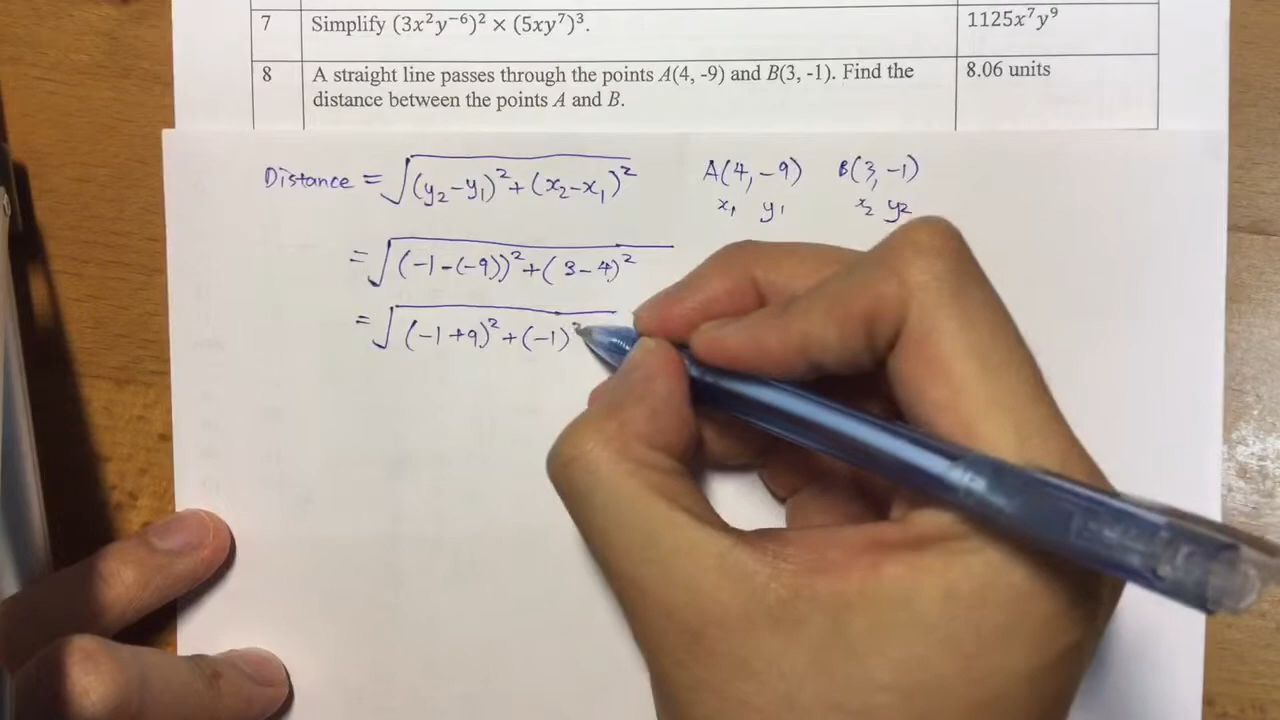 7 Simplify (3x²y⁻⁶)² × (5xy⁷)³. 1125x⁷y⁹
8 A straight line passes through the points A(4, -9) and B(3, -1). Find the 8.06 units
distance between the points A and B.
Distance = √((y₂-y₁)²+(x₂-x₁)²) A(4,-9) B(3,-1)
x₁ y₁ x₂ y₂
= √((-1-(-9))²+(3-4)²)
= √((-1+9)²+(-1)²